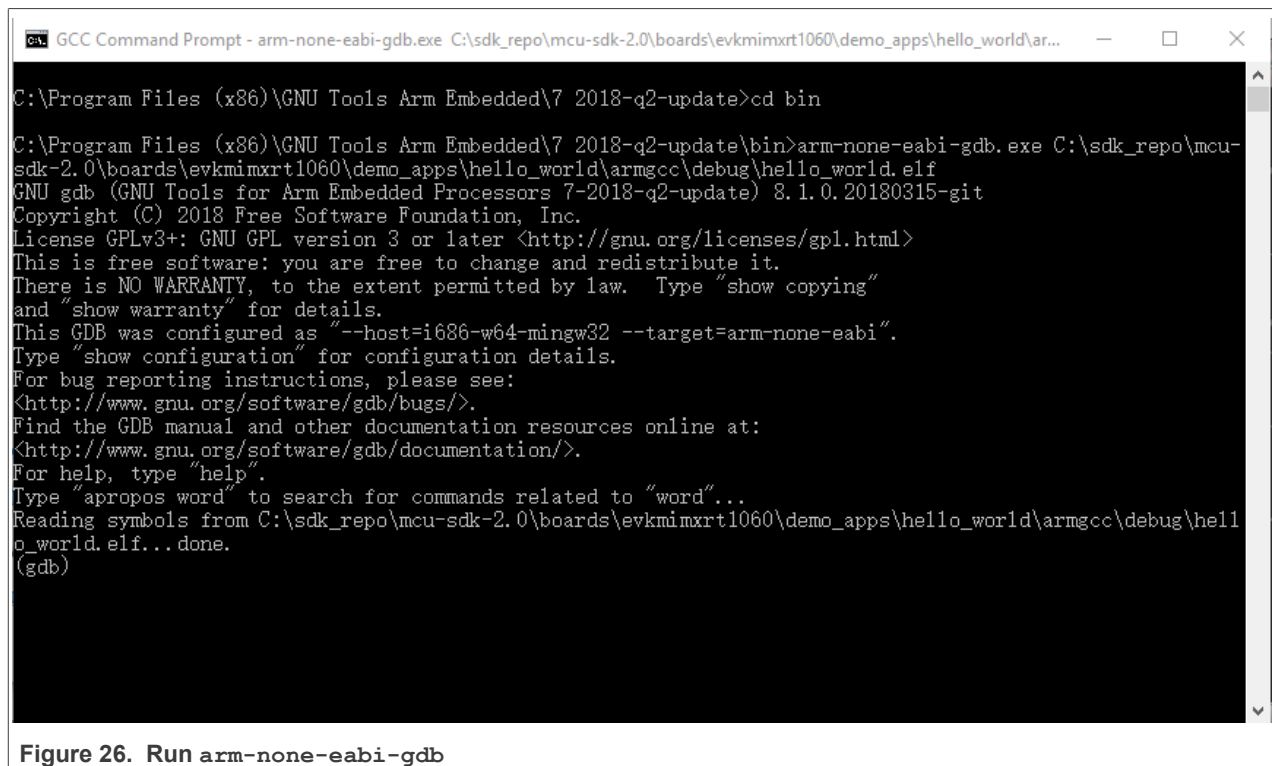 GCC Command Prompt - arm-none-eabi-gdb.exe C:\sdk_repo\mcu-sdk-2.0\boards\evkmimxrt1060\demo_apps\hello_world\ar...
C:\Program Files (x86)\GNU Tools Arm Embedded\7 2018-q2-update>cd bin
C:\Program Files (x86)\GNU Tools Arm Embedded\7 2018-q2-update\bin>arm-none-eabi-gdb.exe C:\sdk_repo\mcu-
sdk-2.0\boards\evkmimxrt1060\demo_apps\hello_world\armgcc\debug\hello_world.elf
GNU gdb (GNU Tools for Arm Embedded Processors 7-2018-q2-update) 8.1.0.20180315-git
Copyright (C) 2018 Free Software Foundation, Inc.
License GPLv3+: GNU GPL version 3 or later <http://gnu.org/licenses/gpl.html>
This is free software: you are free to change and redistribute it.
There is NO WARRANTY, to the extent permitted by law.  Type "show copying"
and "show warranty" for details.
This GDB was configured as "--host=i686-w64-mingw32 --target=arm-none-eabi".
Type "show configuration" for configuration details.
For bug reporting instructions, please see:
<http://www.gnu.org/software/gdb/bugs/>.
Find the GDB manual and other documentation resources online at:
<http://www.gnu.org/software/gdb/documentation/>.
For help, type "help".
Type "apropos word" to search for commands related to "word"...
Reading symbols from C:\sdk_repo\mcu-sdk-2.0\boards\evkmimxrt1060\demo_apps\hello_world\armgcc\debug\hell
o_world.elf...done.
(gdb)
Figure 26. Run arm-none-eabi-gdb